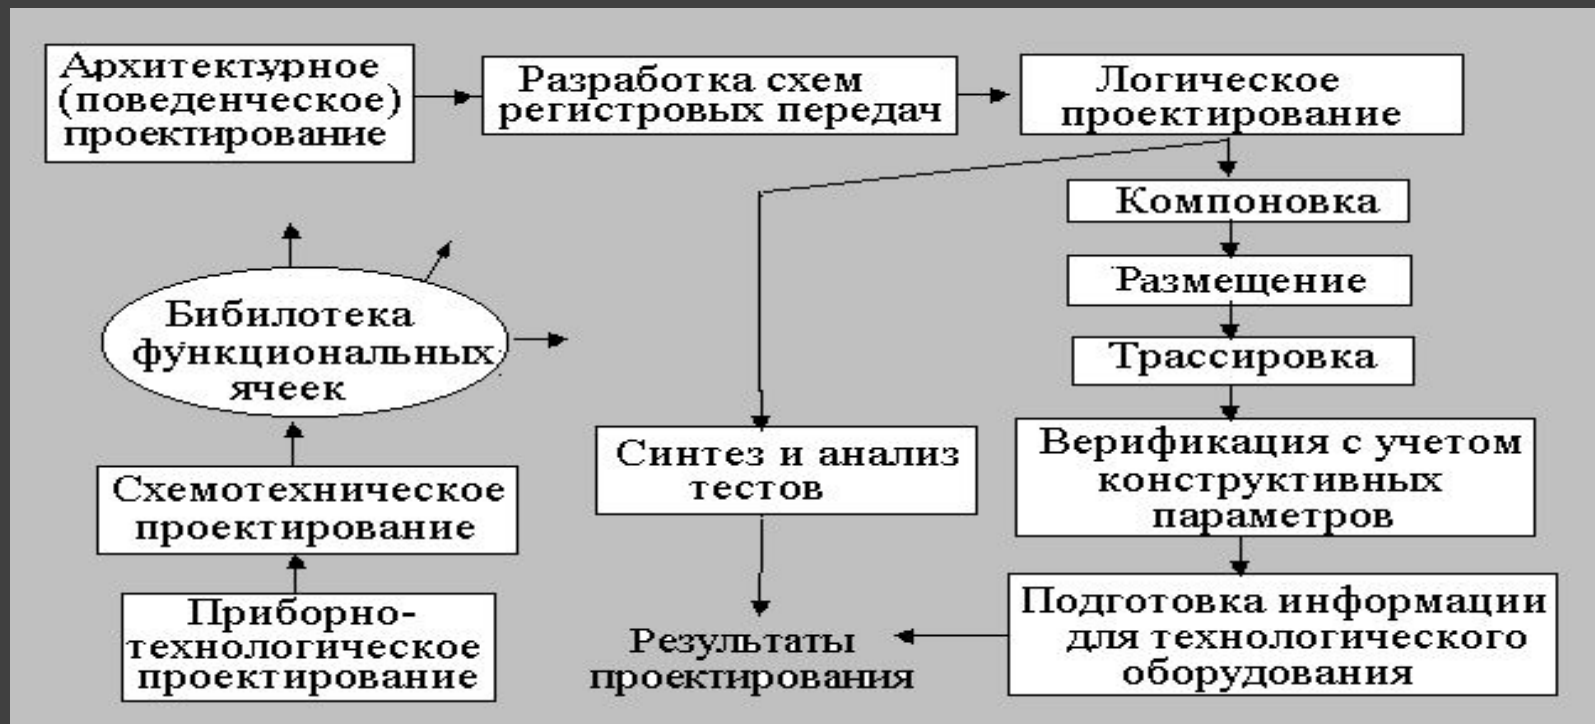 Архитектурное
(поведенческое)
проектирование
Разработка схем
регистровых передач
Логическое
проектирование
Компоновка
Размещение
Трассировка
Верификация с учетом
конструктивных
параметров
Подготовка информации
для технологического
оборудования
Синтез и анализ
тестов
Результаты
проектирования
Бибилотека
функциональных
ячеек
Схемотехническое
проектирование
Приборно-
технологическое
проектирование